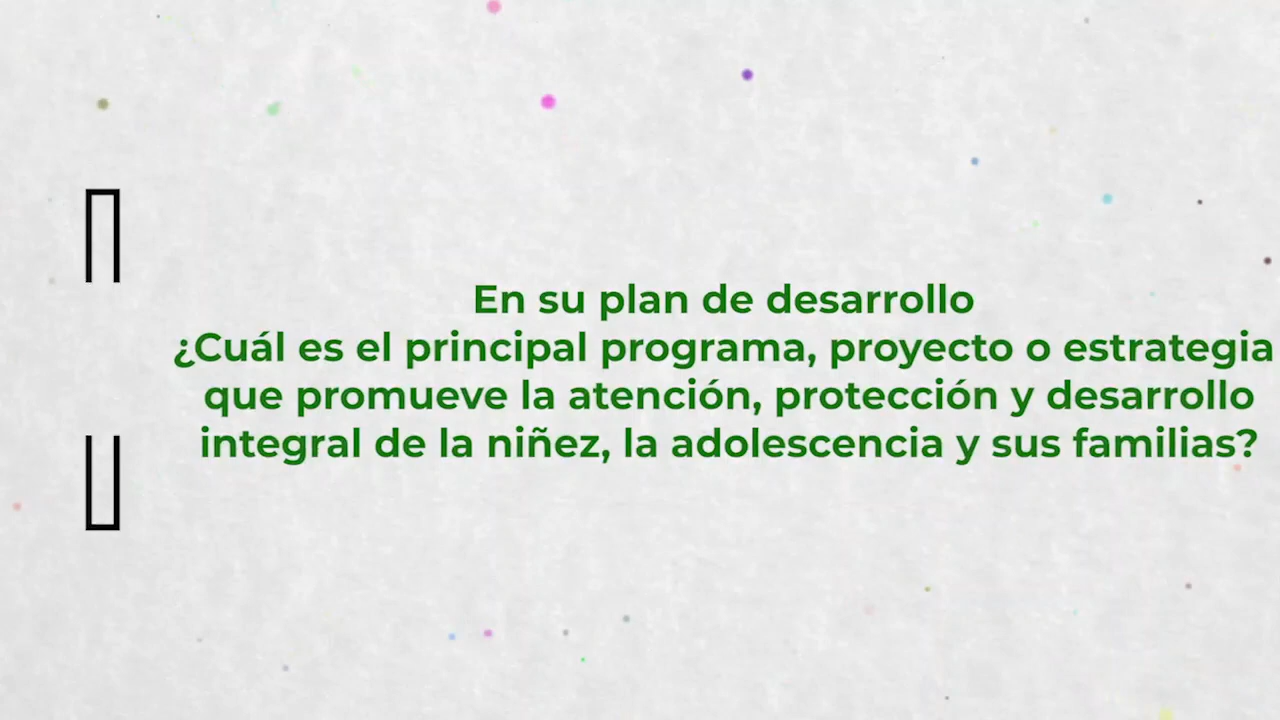 En su plan de desarrollo
¿Cuál es el principal programa, proyecto o estrategia
que promueve la atención, protección y desarrollo
integral de la niñez, la adolescencia y sus familias?